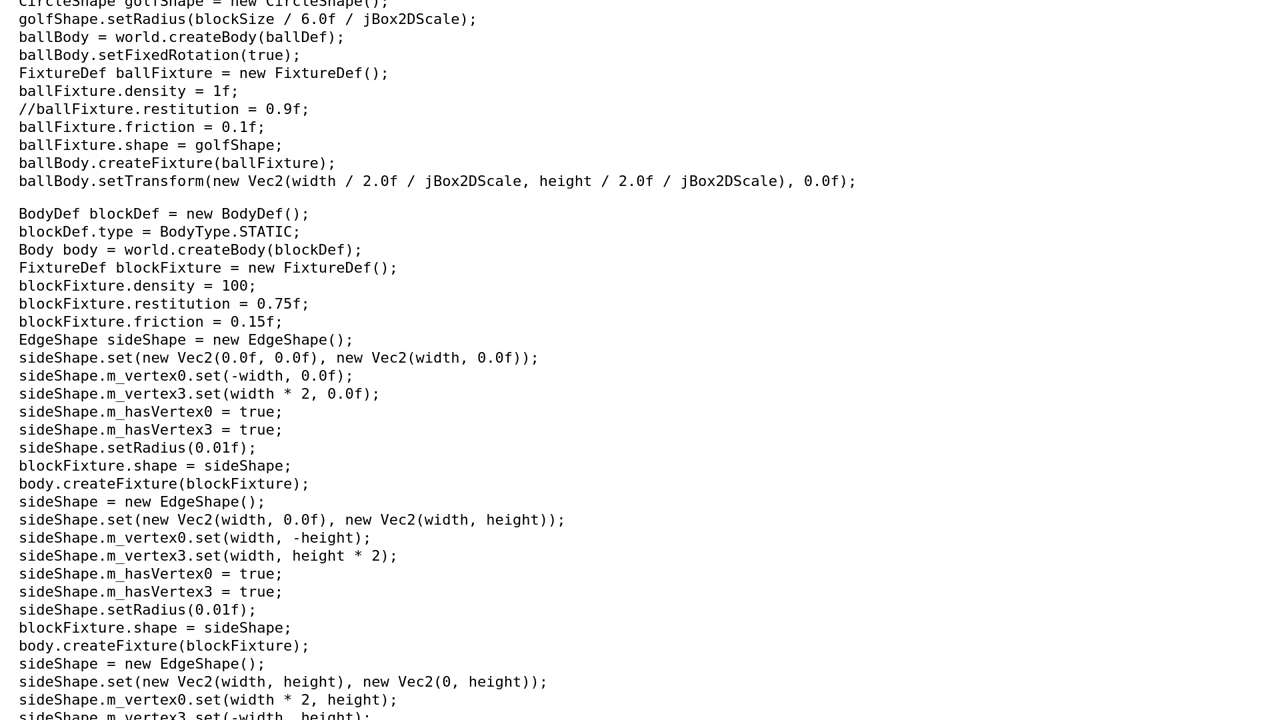 CircleShape golfShape = new CircleShape();
golfShape.setRadius(blockSize / 6.0f / jBox2DScale);
ballBody = world.createBody(ballDef);
ballBody.setFixedRotation(true);
FixtureDef ballFixture = new FixtureDef();
ballFixture.density = 1f;
//ballFixture.restitution = 0.9f;
ballFixture.friction = 0.1f;
ballFixture.shape = golfShape;
ballBody.createFixture(ballFixture);
ballBody.setTransform(new Vec2(width / 2.0f / jBox2DScale, height / 2.0f / jBox2DScale), 0.0f);
BodyDef blockDef = new BodyDef();
blockDef.type = BodyType.STATIC;
Body body = world.createBody(blockDef);
FixtureDef blockFixture = new FixtureDef();
blockFixture.density = 100;
blockFixture.restitution = 0.75f;
blockFixture.friction = 0.15f;
EdgeShape sideShape = new EdgeShape();
sideShape.set(new Vec2(0.0f, 0.0f), new Vec2(width, 0.0f));
sideShape.m_vertex0.set(-width, 0.0f);
sideShape.m_vertex3.set(width * 2, 0.0f);
sideShape.m_hasVertex0 = true;
sideShape.m_hasVertex3 = true;
sideShape.setRadius(0.01f);
blockFixture.shape = sideShape;
body.createFixture(blockFixture);
sideShape = new EdgeShape();
sideShape.set(new Vec2(width, 0.0f), new Vec2(width, height));
sideShape.m_vertex0.set(width, -height);
sideShape.m_vertex3.set(width, height * 2);
sideShape.m_hasVertex0 = true;
sideShape.m_hasVertex3 = true;
sideShape.setRadius(0.01f);
blockFixture.shape = sideShape;
body.createFixture(blockFixture);
sideShape = new EdgeShape();
sideShape.set(new Vec2(width, height), new Vec2(0, height));
sideShape.m_vertex0.set(width * 2, height);
sideShape.m_vertex3.set(-width, height);